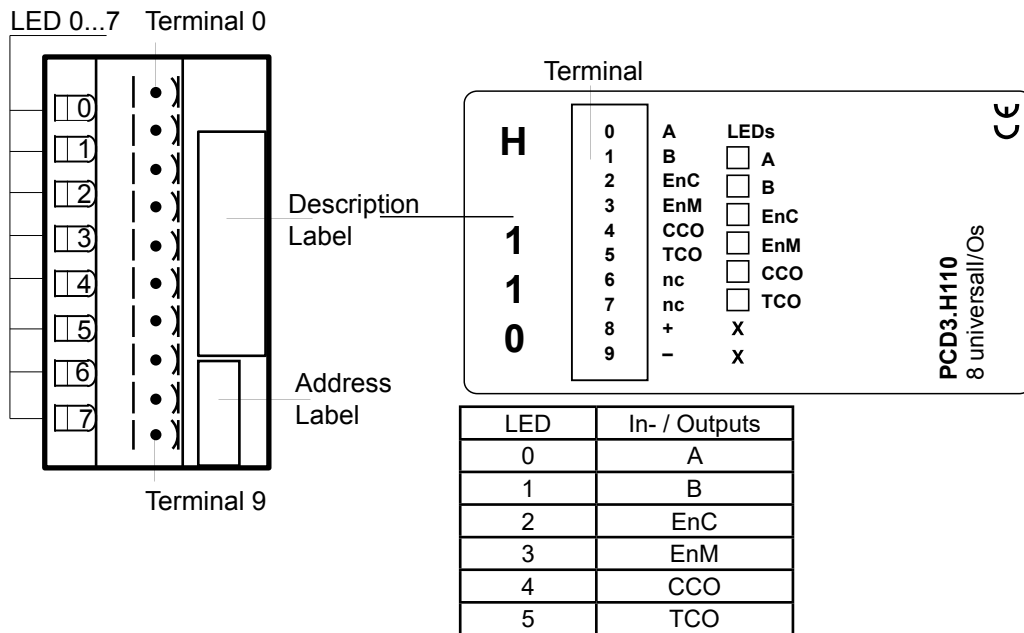 LED 0...7 Terminal 0
0
1
2
3
4
5
6
7
Description
Label
Address
Label
Terminal 9
Terminal
H
1
1
0
0 A LEDs
1 B A
2 EnC B
3 EnM EnC
4 CCO EnM
5 TCO CCO
6 nc TCO
7 nc
8 + X
9 – X
PCD3.H110
8 universalI/Os
CE
LED In- / Outputs
0 A
1 B
2 EnC
3 EnM
4 CCO
5 TCO